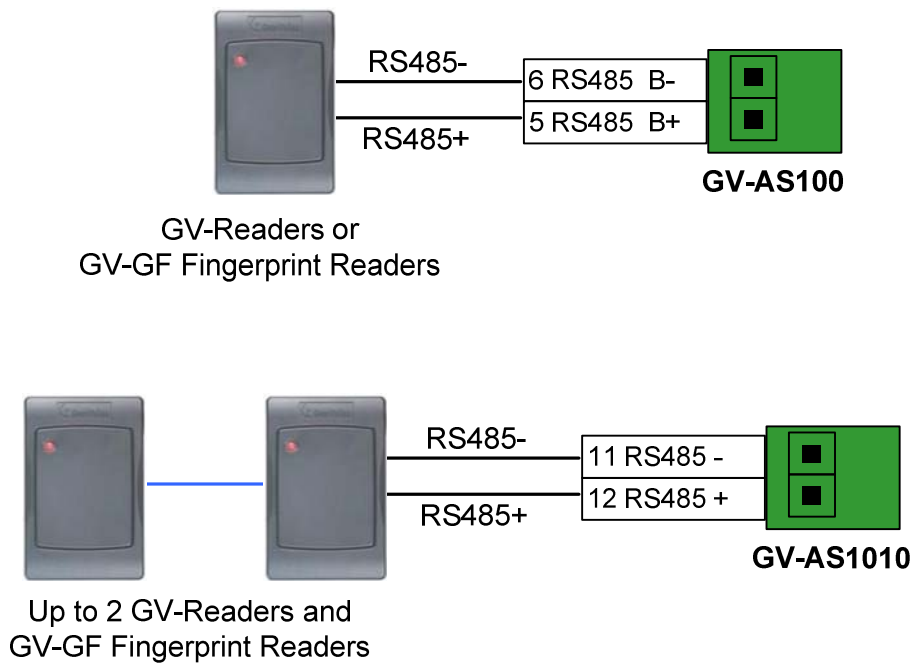 RS485-
6 RS485 B-
5 RS485 B+
RS485+
GV-AS100
GV-Readers or
GV-GF Fingerprint Readers
RS485-
11 RS485 -
12 RS485 +
RS485+
GV-AS1010
Up to 2 GV-Readers and
GV-GF Fingerprint Readers